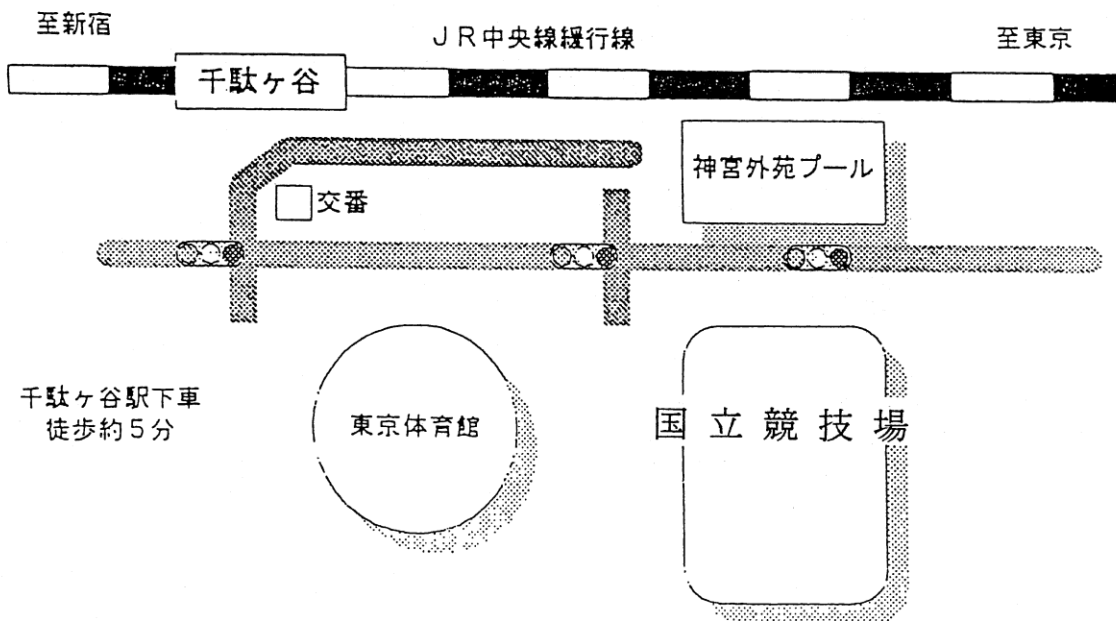 至新宿
ＪＲ中央線緩行線
至東京
千駄ヶ谷
神宮外苑プール
交番
千駄ヶ谷駅下車
徒歩約５分
東京体育館
国立競技場